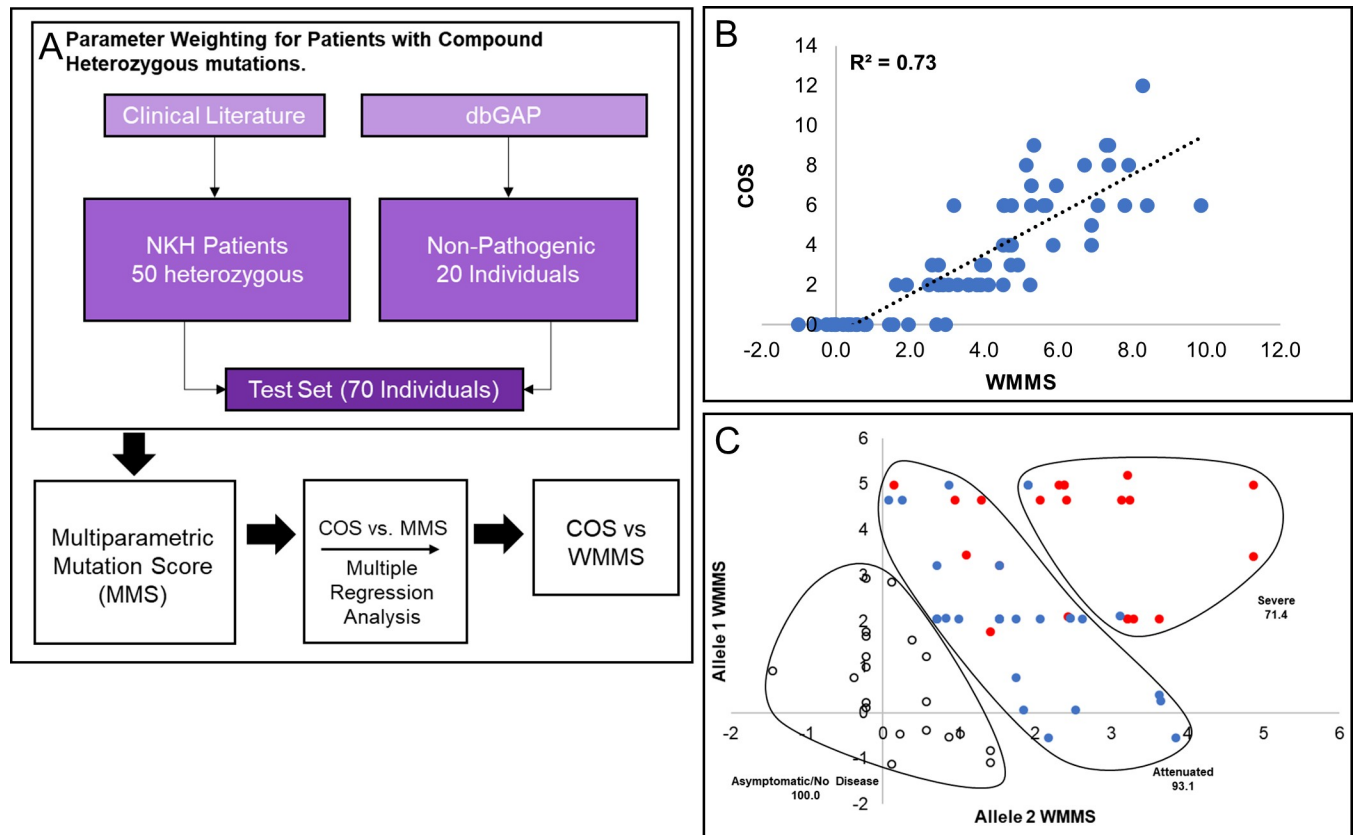 A
Parameter Weighting for Patients with Compound
Heterozygous mutations.
Clinical Literature
dbGAP
NKH Patients
50 heterozygous
Non-Pathogenic
20 Individuals
Test Set (70 Individuals)
Multiparametric
Mutation Score
(MMS)
COS vs. MMS
Multiple
Regression
Analysis
COS vs
WMMS
B
R² = 0.73
COS
14
12
10
8
6
4
2
0
-2.0 0.0 2.0 4.0 6.0 8.0 10.0 12.0
WMMS
C
Allele 1 WMMS
6
5
4
3
2
1
0
-1
-2
-2 -1 0 1 2 3 4 5 6
Severe
71.4
Attenuated
93.1
Asymptomatic/No Disease
100.0
Allele 2 WMMS